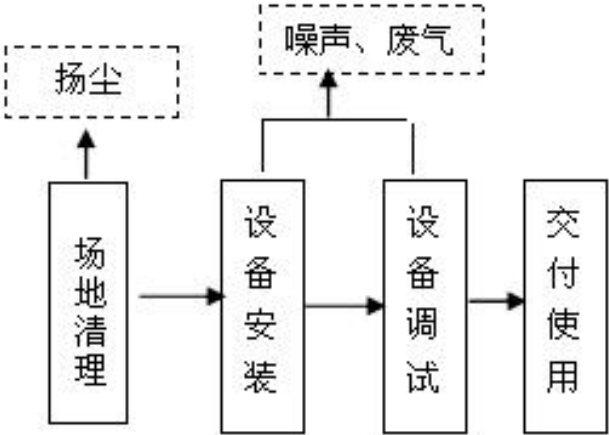 噪声、废气
扬尘
场地清理
设备安装
设备调试
交付使用